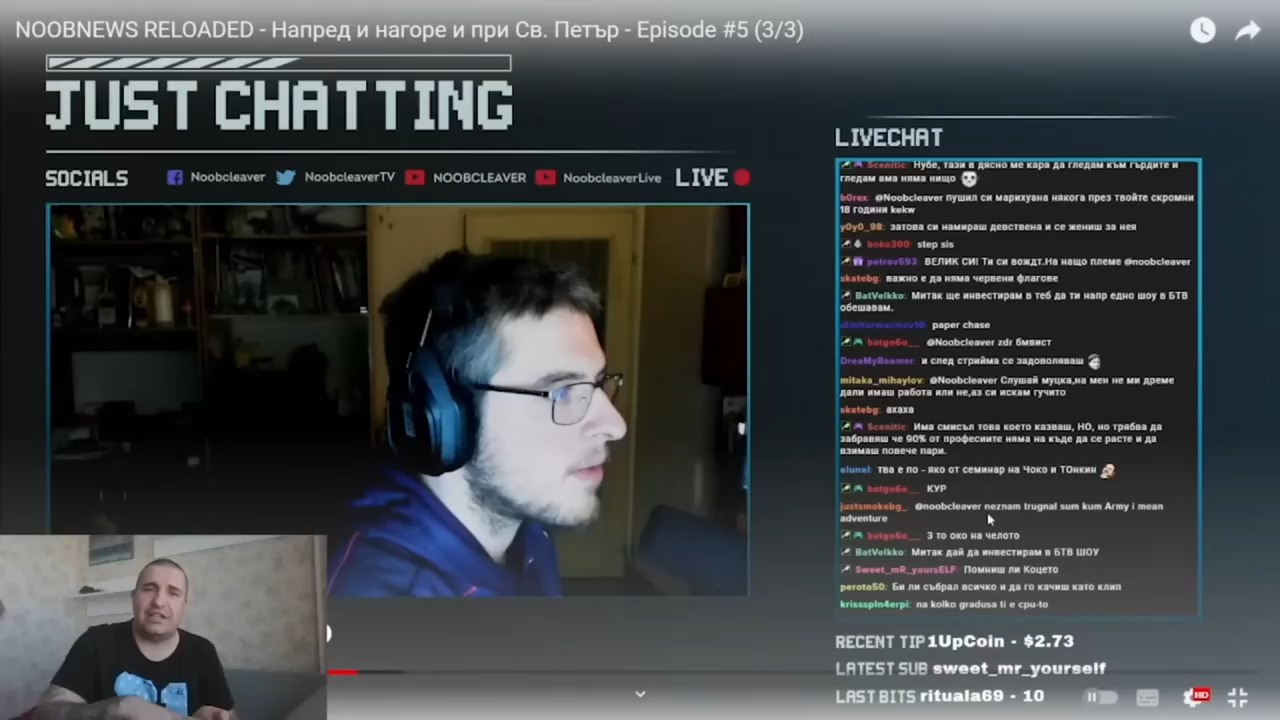 NOOBNEWS RELOADED - Напред и нагоре и при Св. Петър - Episode #5 (3/3)
JUST CHATTING
SOCIALS Noobcleaver NoobcleaverTV NOOBCLEAVER NoobcleaverLive LIVE
LIVECHAT
Scenitic: Нубе, тази в дясно ме кара да гледам към гърдите и
гледам ама няма нищо
b0rex: @Noobcleaver пушил си марихуана някога през твойте скромни
18 години kekw
y0y0_98: затова си намираш девствена и се жениш за нея
boko300: step sis
petrov593: ВЕЛИК СИ! Ти си вождт.На нащо племе @noobcleaver
skatebg: важно е да няма червени флагове
BatVelkko: Митак ще инвестирам в теб да ти напр едно шоу в БТВ
обешавам.
dimiturmarinov10: paper chase
batgo6o__: @Noobcleaver zdr бмвист
DreaMyRoamer: и след стрийма се задоволяваш
mitaka_mihaylov: @Noobcleaver Слушай муцка,на мен не ми дреме
дали имаш работа или не,аз си искам гучито
skatebg: ахаха
Scenitic: Има смисъл това което казваш, НО, но трябва да
забравяш че 90% от професиите няма на къде да се расте и да
взимаш повече пари.
elunel: тва е по - яко от семинар на Чоко и ТОнкин
batgo6o__: КУР
justsmokebg_: @noobcleaver neznam trugnal sum kum Army i mean
adventure
batgo6o__: 3 то око на челото
BatVelkko: Митак дай да инвестирам в БТВ ШОУ
Sweet_mR_yoursELF: Помниш ли Коцето
peroto50: Би ли събрал всичко и да го качиш като клип
krissspln4erpi: na kolko gradusa ti e cpu-to
RECENT TIP 1UpCoin - $2.73
LATEST SUB sweet_mr_yourself
LAST BITS rituala69 - 10
HD